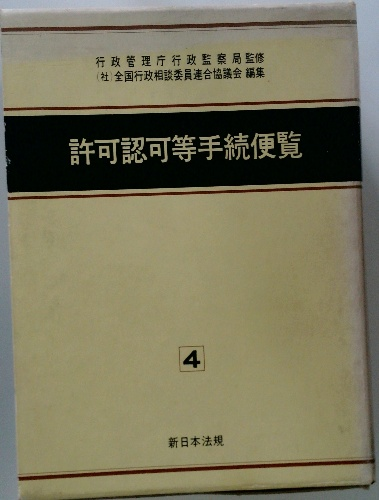 行政管理庁行政監察局監修
(社)全国行政相談委員連合協議会 編集
許可認可等手続便覧
4
新日本法規